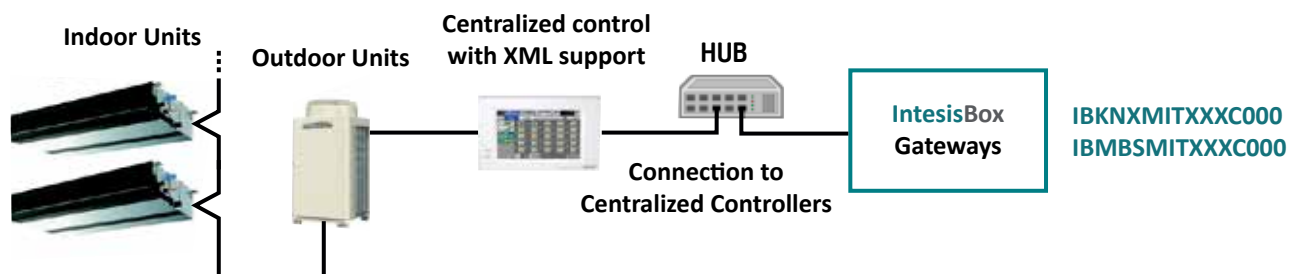 Indoor Units
Outdoor Units
Centralized control
with XML support
HUB
Connection to
Centralized Controllers
IntesisBox
Gateways
IBKNXMITXXXC000
IBMBSMITXXXC000